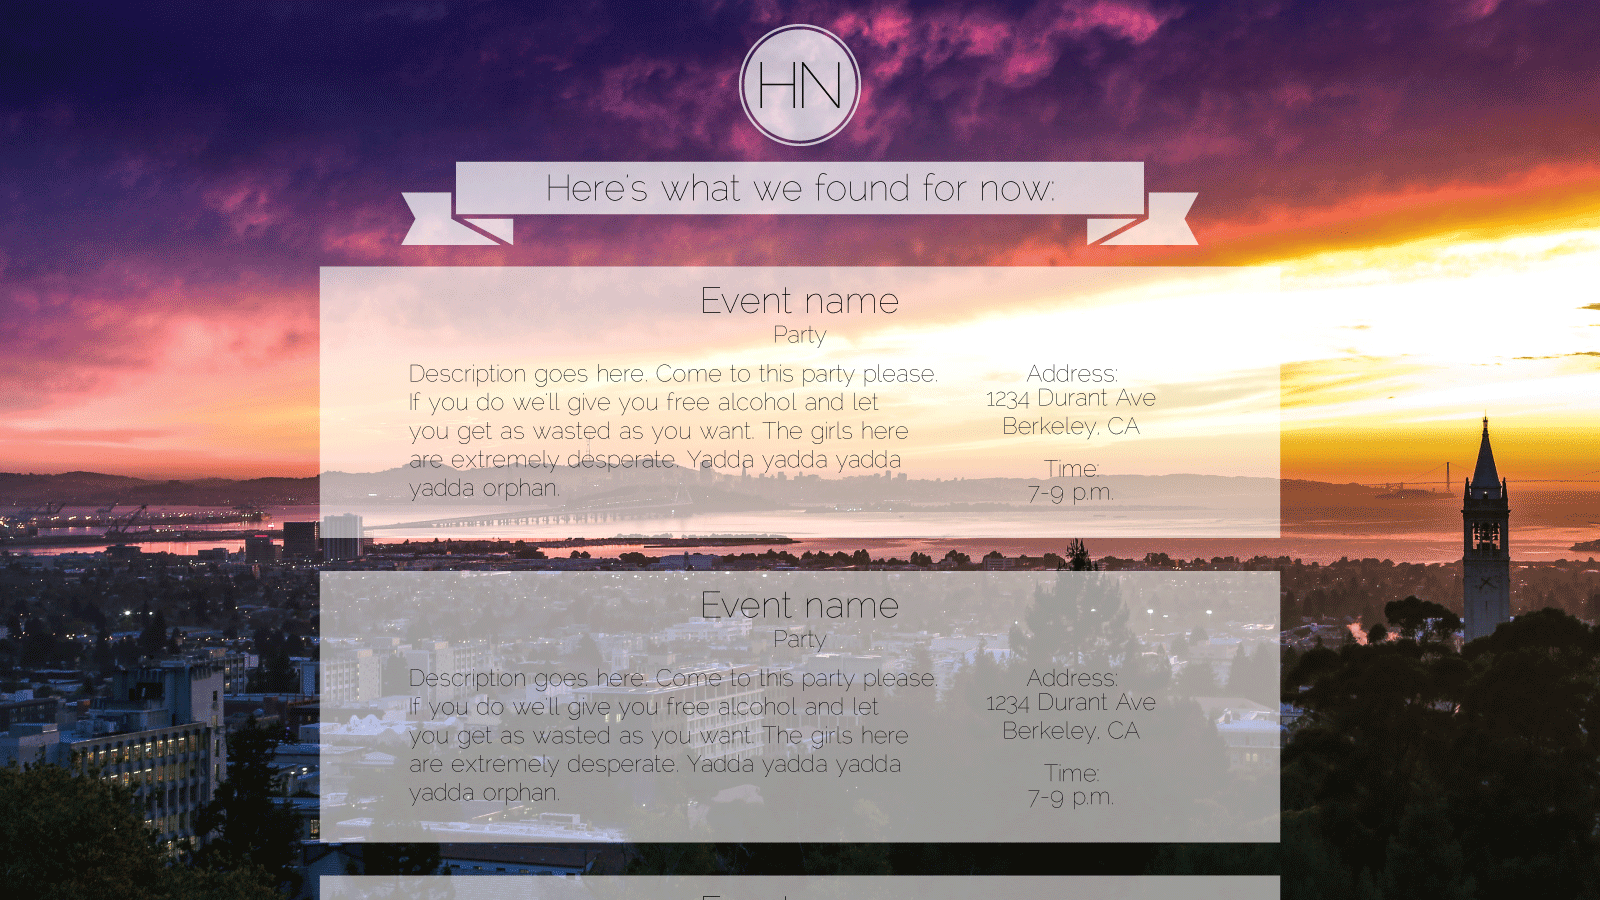 HN
Here's what we found for now:
Event name
Party
Description goes here. Come to this party please.
If you do we'll give you free alcohol and let
you get as wasted as you want. The girls here
are extremely desperate. Yadda yadda yadda
yadda orphan.
Address:
1234 Durant Ave
Berkeley, CA
Time:
7-9 p.m.
Event name
Party
Description goes here. Come to this party please.
If you do we'll give you free alcohol and let
you get as wasted as you want. The girls here
are extremely desperate. Yadda yadda yadda
yadda orphan.
Address:
1234 Durant Ave
Berkeley, CA
Time:
7-9 p.m.